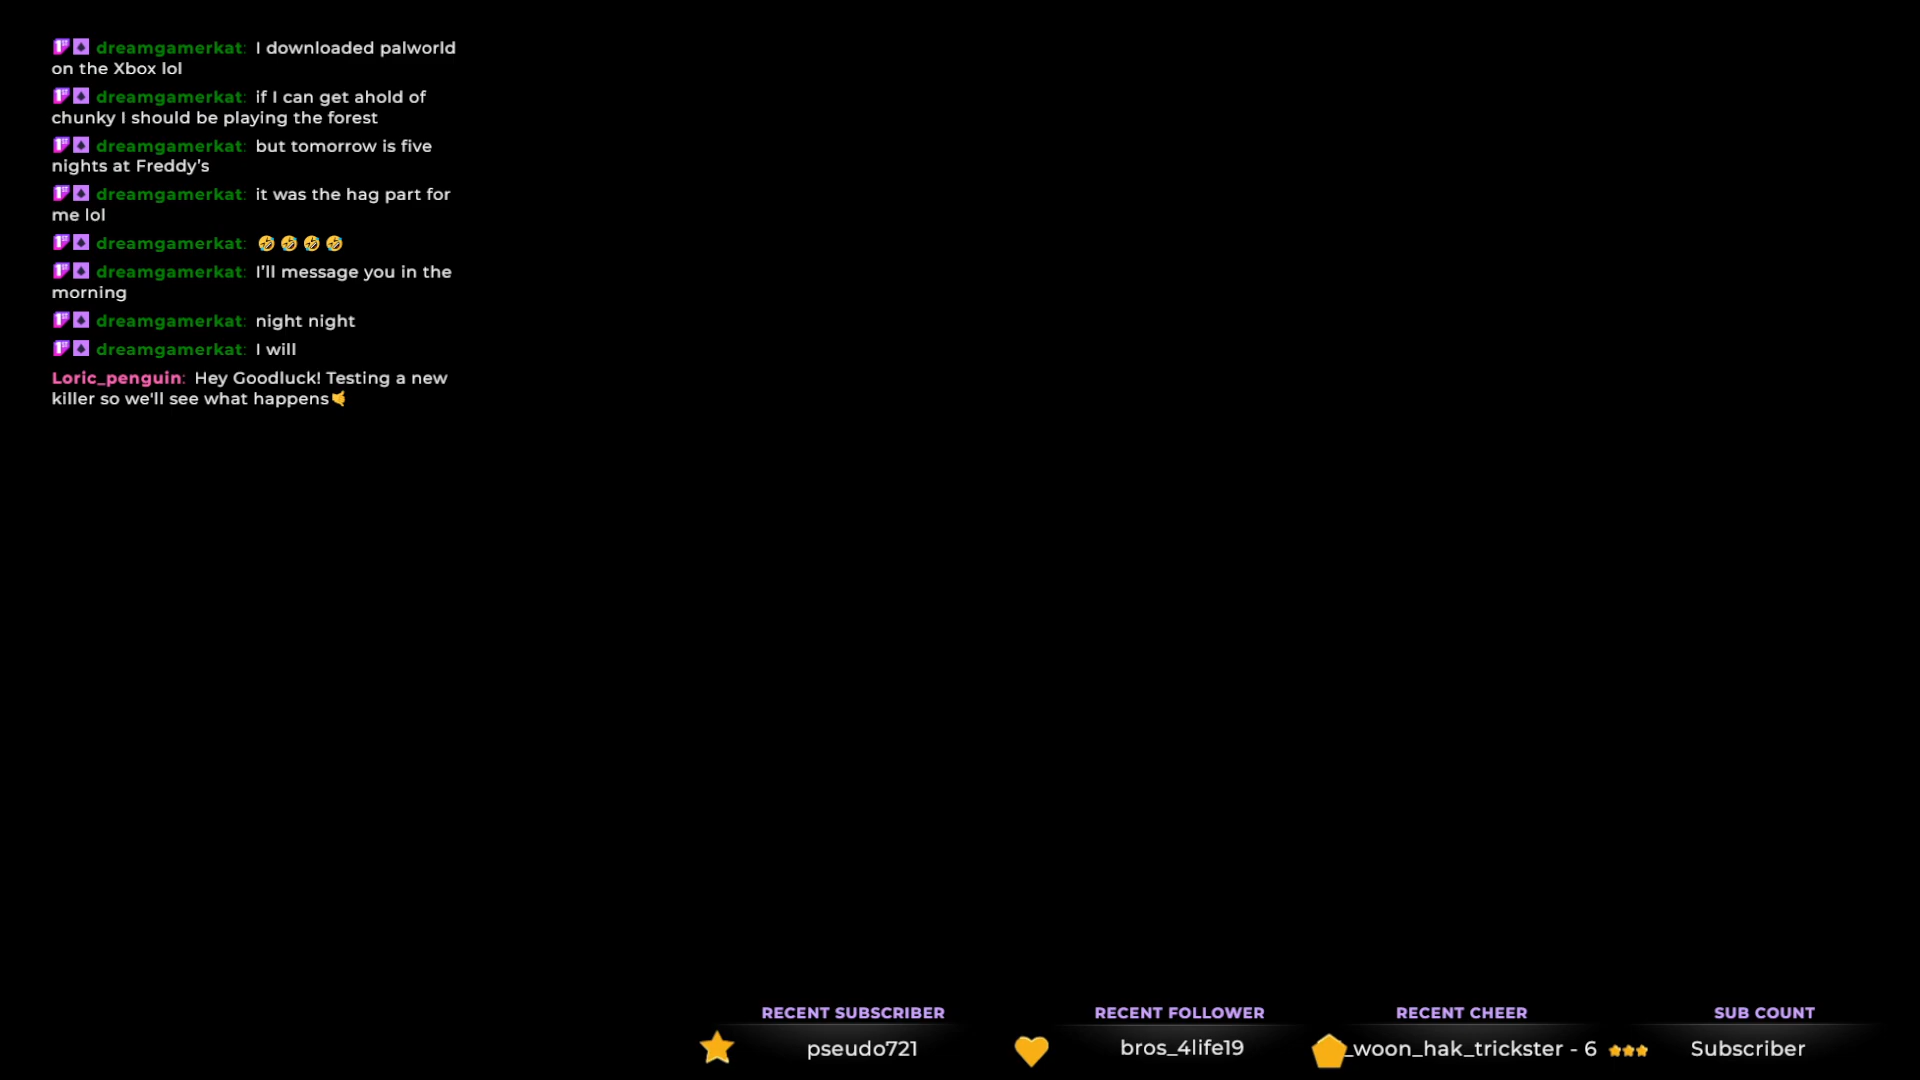 dreamgamerkat: I downloaded palworld
on the Xbox lol
dreamgamerkat: if I can get ahold of
chunky I should be playing the forest
dreamgamerkat: but tomorrow is five
nights at Freddy's
dreamgamerkat: it was the hag part for
me lol
dreamgamerkat: 🤣 🤣 🤣 🤣
dreamgamerkat: I'll message you in the
morning
dreamgamerkat: night night
dreamgamerkat: I will
Loric_penguin: Hey Goodluck! Testing a new
killer so we'll see what happens🤙
RECENT SUBSCRIBER
pseudo721
RECENT FOLLOWER
bros_4life19
RECENT CHEER
_woon_hak_trickster - 6
SUB COUNT
Subscriber